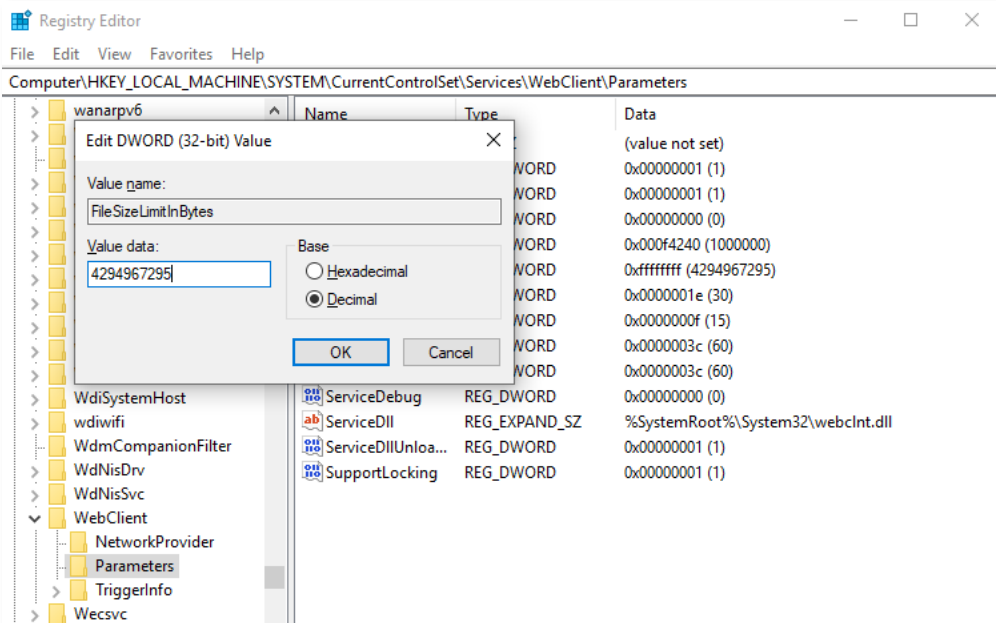 Registry Editor
File Edit View Favorites Help
Computer\HKEY_LOCAL_MACHINE\SYSTEM\CurrentControlSet\Services\WebClient\Parameters
wanarpv6
Name Type Data
Edit DWORD (32-bit) Value
(value not set)
WORD 0x00000001 (1)
Value name:
WORD 0x00000001 (1)
FileSizeLimitInBytes
WORD 0x00000000 (0)
Value data:
Base
WORD 0x000f4240 (1000000)
4294967295
Hexadecimal
WORD 0xffffffff (4294967295)
Decimal
WORD 0x0000001e (30)
WORD 0x0000000f (15)
OK Cancel
WORD 0x0000003c (60)
WORD 0x0000003c (60)
WdiSystemHost
ServiceDebug REG_DWORD 0x00000000 (0)
wdiwifi
ServiceDll REG_EXPAND_SZ %SystemRoot%\System32\webclnt.dll
WdmCompanionFilter
ServiceDllUnloa... REG_DWORD 0x00000001 (1)
WdNisDrv
SupportLocking REG_DWORD 0x00000001 (1)
WdNisSvc
WebClient
NetworkProvider
Parameters
TriggerInfo
Wecsvc